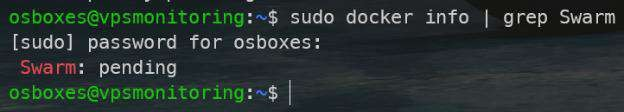 osboxes@vpsmonitoring:~$ sudo docker info | grep Swarm
[sudo] password for osboxes:
Swarm: pending
osboxes@vpsmonitoring:~$